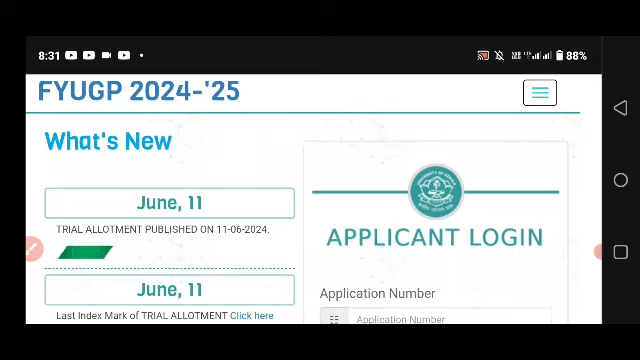 8:31
88%
FYUGP 2024-'25
What's New
June, 11
TRIAL ALLOTMENT PUBLISHED ON 11-06-2024.
June, 11
Last Index Mark of TRIAL ALLOTMENT Click here
APPLICANT LOGIN
Application Number
Application Number